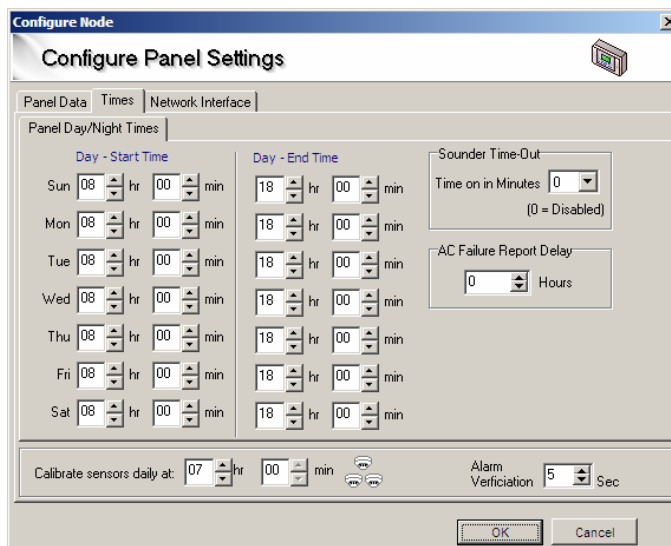 Configure Node
Configure Panel Settings
Panel Data Times Network Interface
Panel Day/Night Times
Day - Start Time Day - End Time
Sun 08 hr 00 min 18 hr 00 min
Mon 08 hr 00 min 18 hr 00 min
Tue 08 hr 00 min 18 hr 00 min
Wed 08 hr 00 min 18 hr 00 min
Thu 08 hr 00 min 18 hr 00 min
Fri 08 hr 00 min 18 hr 00 min
Sat 08 hr 00 min 18 hr 00 min
Sounder Time-Out
Time on in Minutes 0
(0 = Disabled)
AC Failure Report Delay
0 Hours
Calibrate sensors daily at: 07 hr 00 min
Alarm
Verficiation 5 Sec
OK Cancel